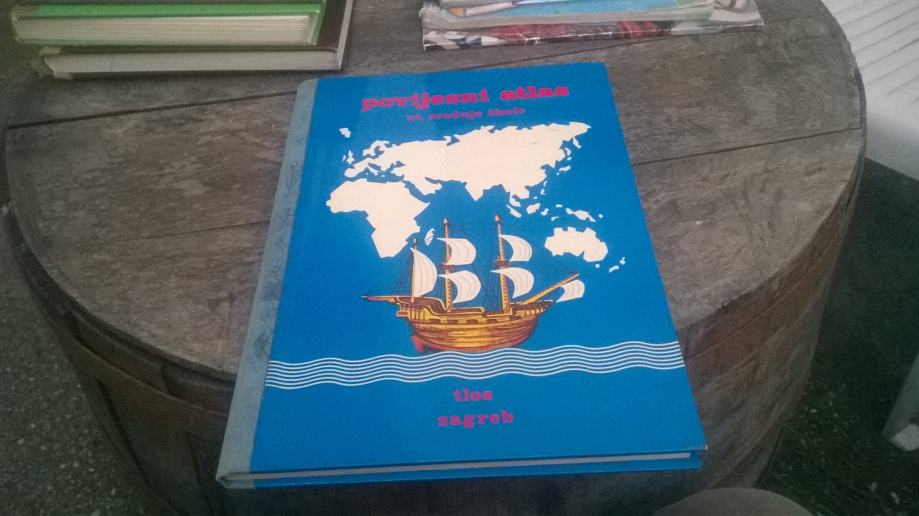 povijesni atlas
za srednje škole
tlos
zagreb